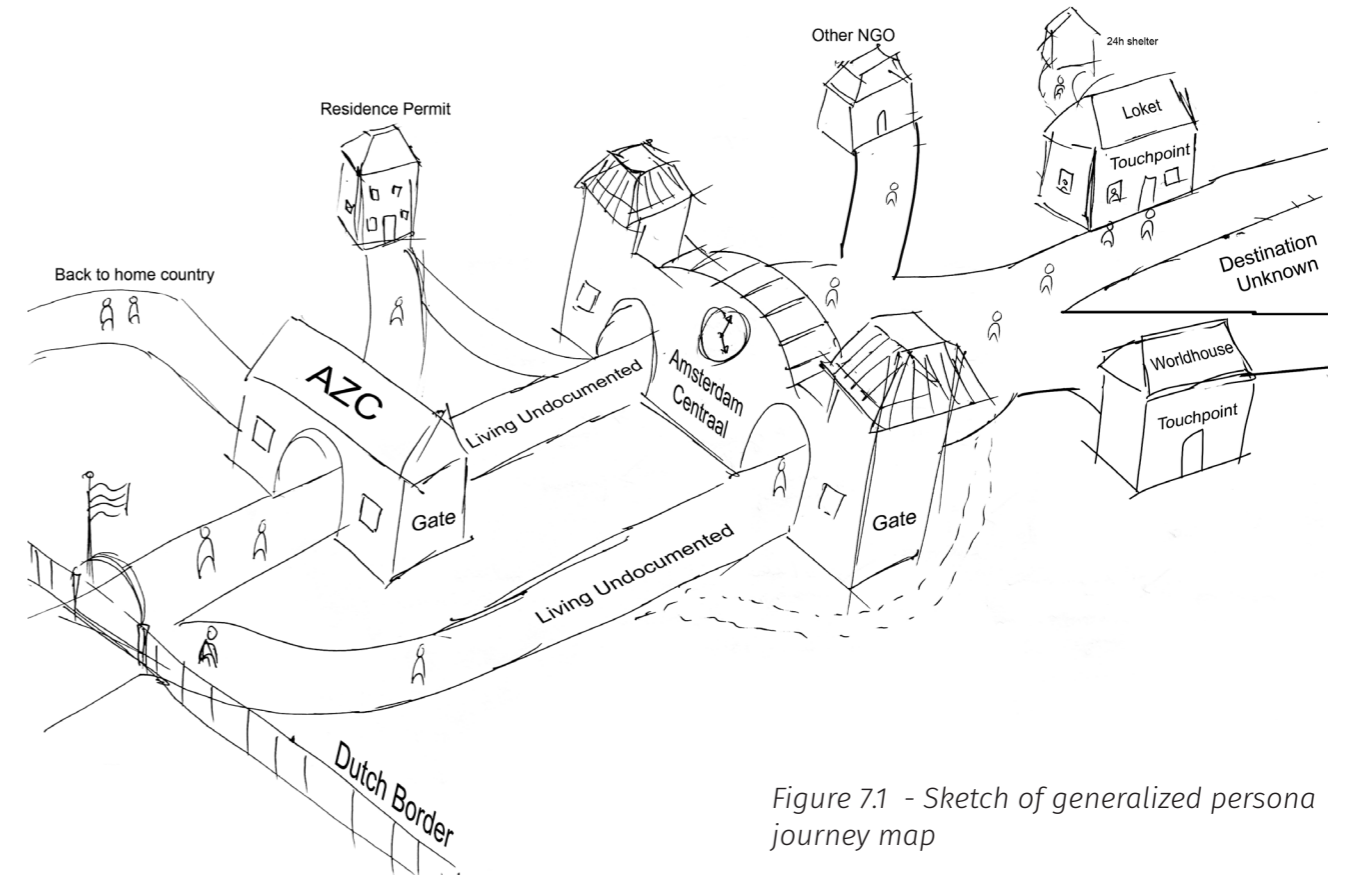 Other NGO
24h shelter
Residence Permit
Loket
Touchpoint
Back to home country
Destination
Unknown
AZC
Living Undocumented
Amsterdam
Centraal
Worldhouse
Touchpoint
Gate
Gate
Living Undocumented
Dutch Border
Figure 7.1 - Sketch of generalized persona
journey map